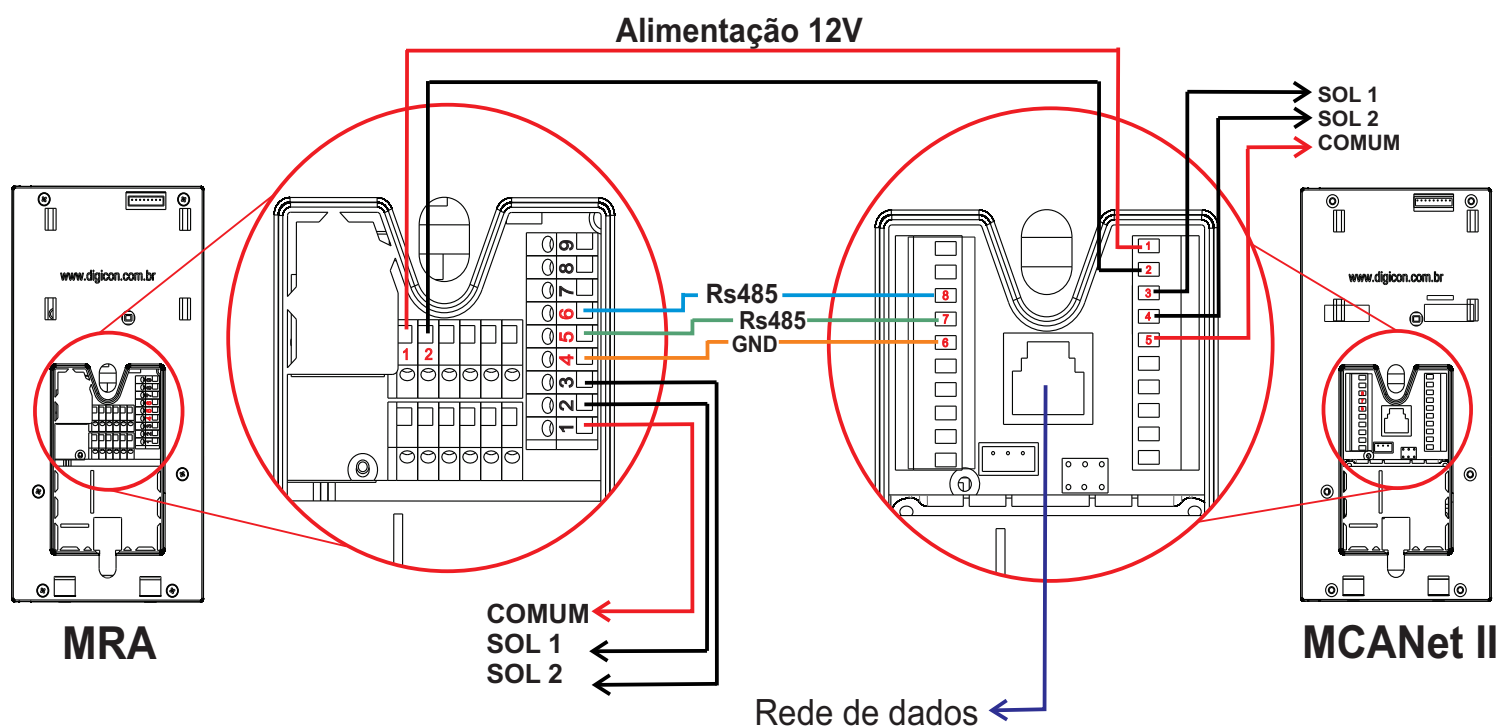 Alimentação 12V
SOL 1
SOL 2
COMUM
www.digicon.com.br
www.digicon.com.br
9
8
7
6
5
4
3
2
1
1 2
Rs485
Rs485
GND
8
7
6
1
2
3
4
5
COMUM
SOL 1
SOL 2
MRA
MCANet II
Rede de dados